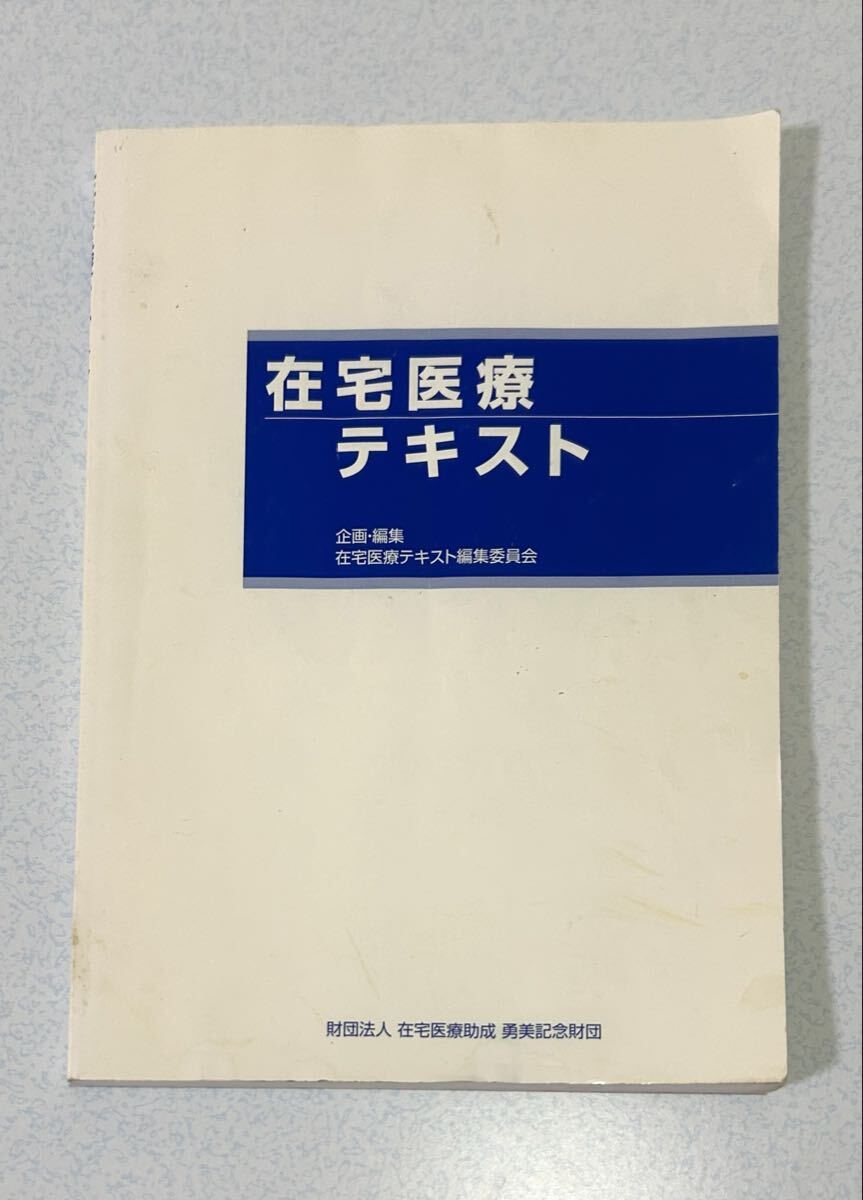 在宅医療
テキスト
企画・編集
在宅医療テキスト編集委員会
財団法人 在宅医療助成 勇美記念財団